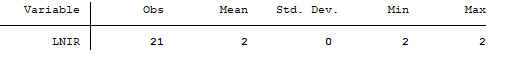 Variable Obs Mean Std. Dev. Min Max
LNIR 21 2 0 2 2